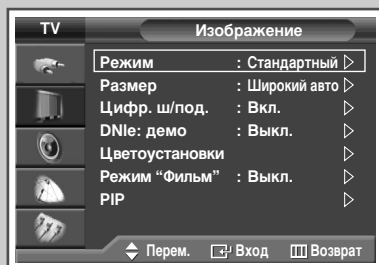 TV Изображение
Режим : Стандартный
Размер : Широкий авто
Цифр. ш/под. : Вкл.
DNIe: демо : Выкл.
Цветоустановки
Режим “Фильм” : Выкл.
PIP
Перем. Вход Возврат